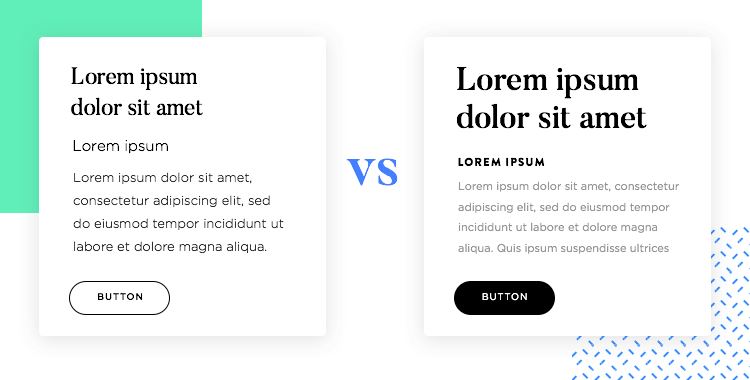 Lorem ipsum
dolor sit amet
Lorem ipsum
Lorem ipsum dolor sit amet,
consectetur adipiscing elit, sed
do eiusmod tempor incididunt ut
labore et dolore magna aliqua.
BUTTON
VS
Lorem ipsum
dolor sit amet
LOREM IPSUM
Lorem ipsum dolor sit amet, consectetur
adipiscing elit, sed do eiusmod tempor
incididunt ut labore et dolore magna
aliqua. Quis ipsum suspendisse ultrices
BUTTON